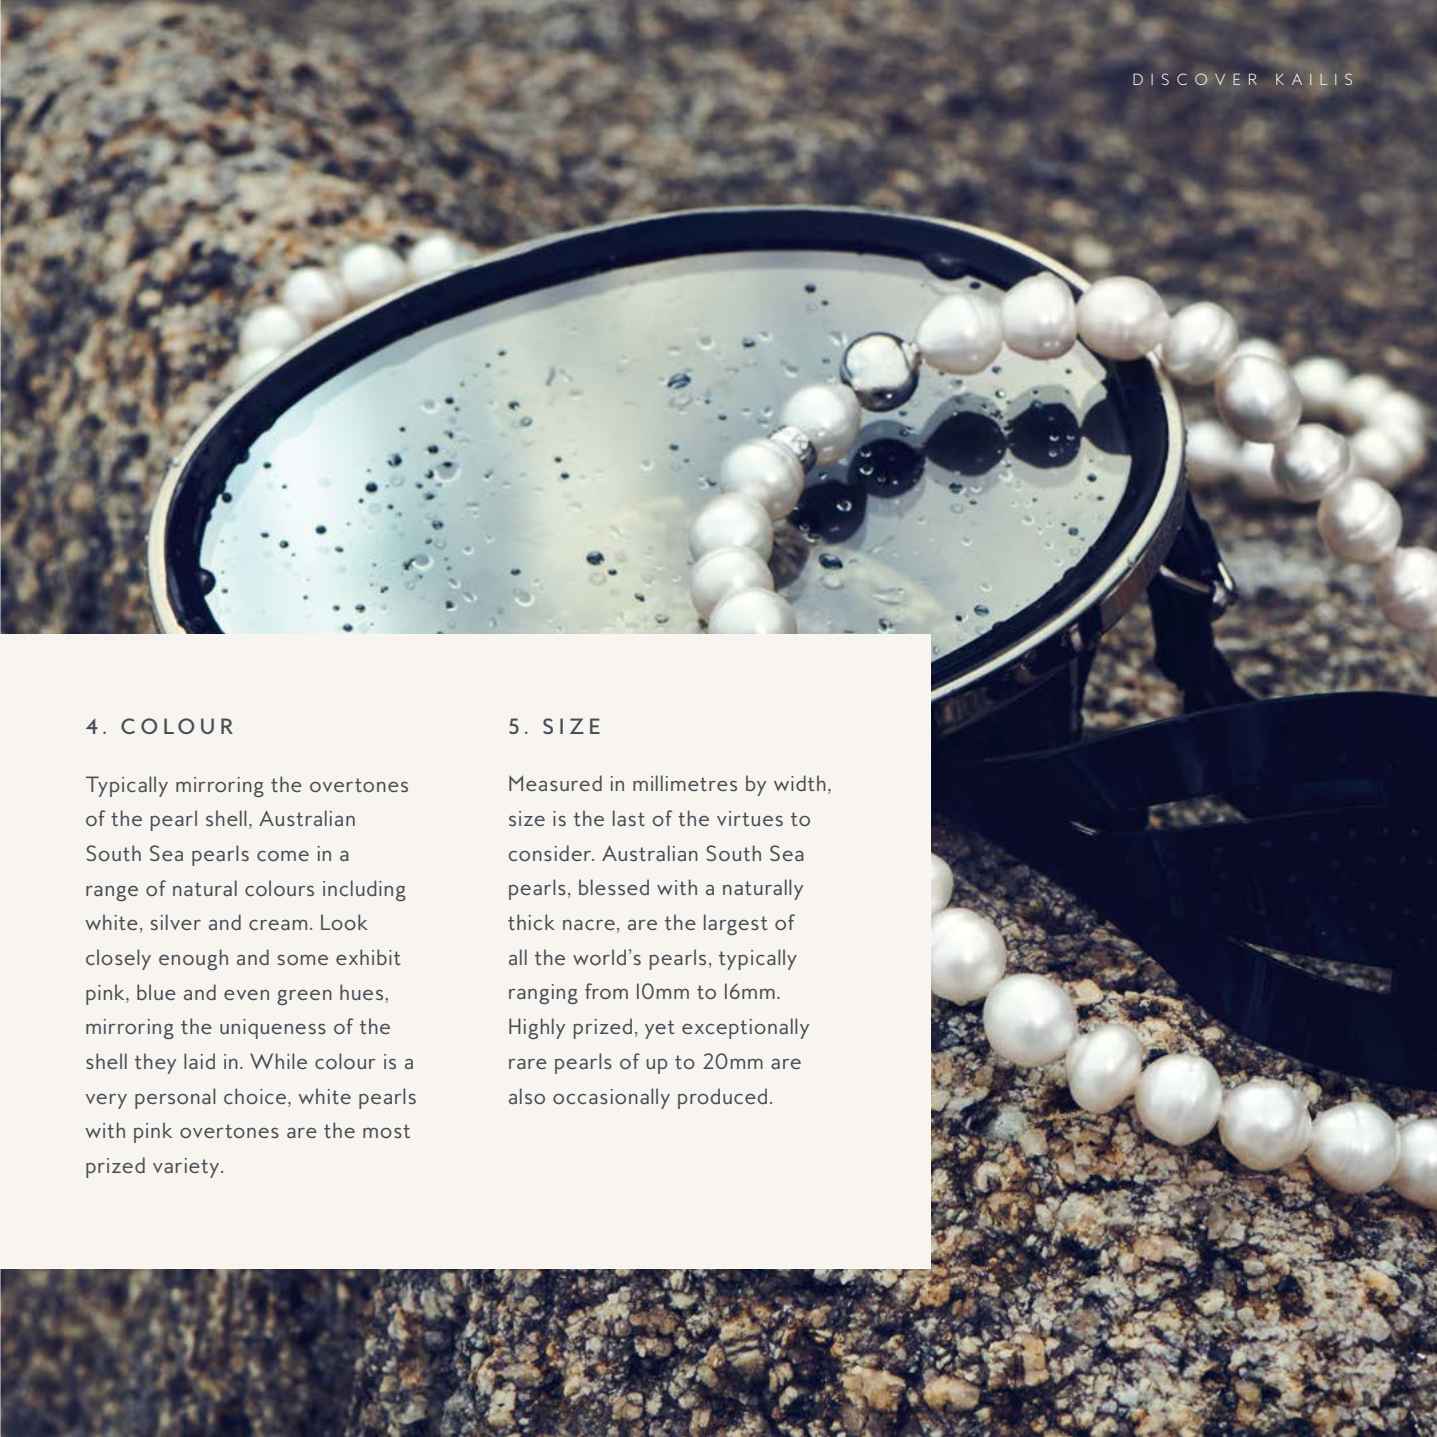 DISCOVER KAILIS
4. COLOUR
Typically mirroring the overtones
of the pearl shell, Australian
South Sea pearls come in a
range of natural colours including
white, silver and cream. Look
closely enough and some exhibit
pink, blue and even green hues,
mirroring the uniqueness of the
shell they laid in. While colour is a
very personal choice, white pearls
with pink overtones are the most
prized variety.
5. SIZE
Measured in millimetres by width,
size is the last of the virtues to
consider. Australian South Sea
pearls, blessed with a naturally
thick nacre, are the largest of
all the world’s pearls, typically
ranging from 10mm to 16mm.
Highly prized, yet exceptionally
rare pearls of up to 20mm are
also occasionally produced.